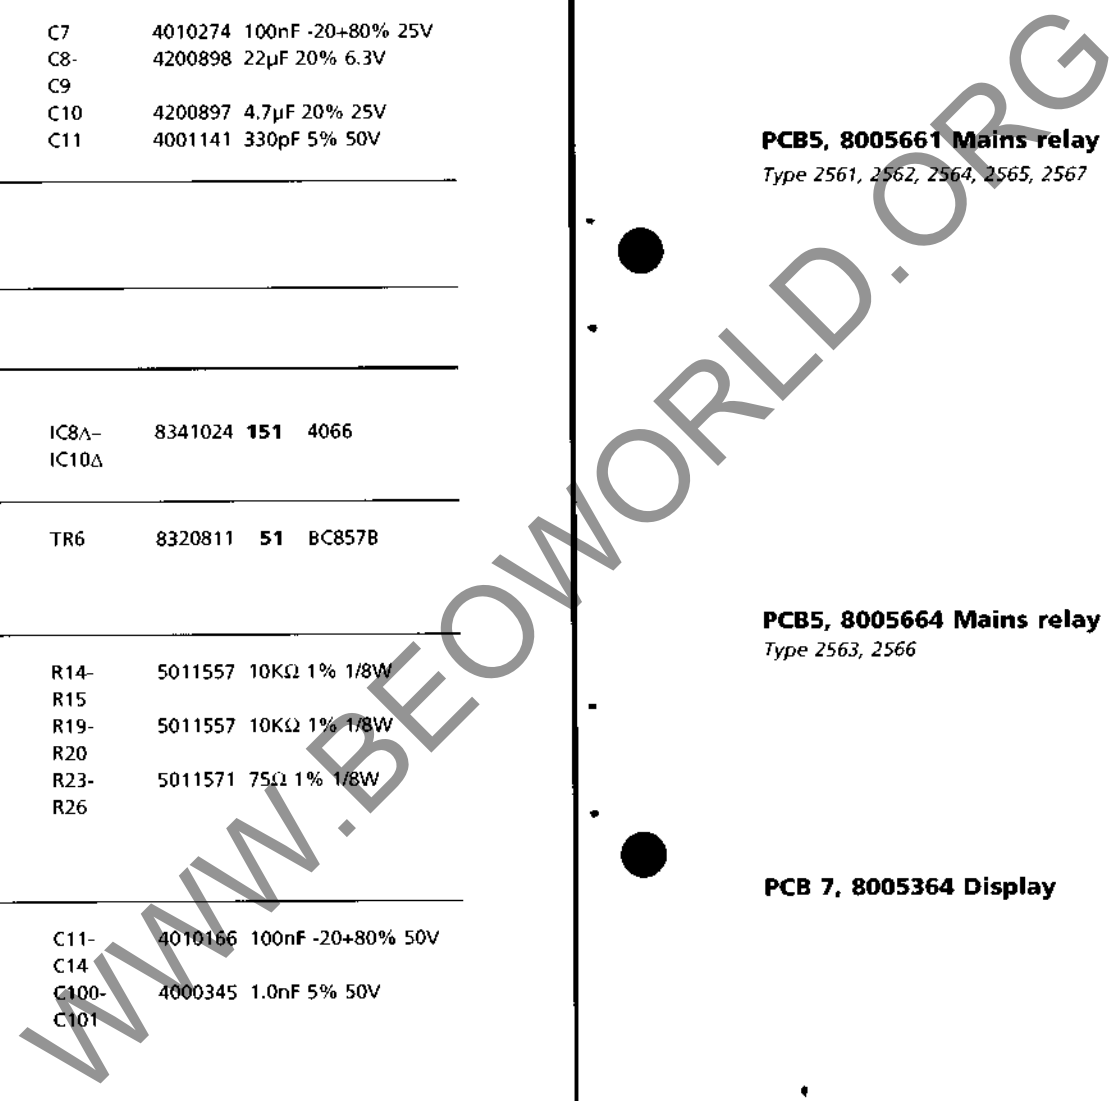 C7 4010274 100nF -20+80% 25V
C8- 4200898 22µF 20% 6.3V
C9
C10 4200897 4.7µF 20% 25V
C11 4001141 330pF 5% 50V
IC8Δ– 8341024 151 4066
IC10Δ
TR6 8320811 51 BC857B
R14- 5011557 10KΩ 1% 1/8W
R15
R19- 5011557 10KΩ 1% 1/8W
R20
R23- 5011571 75Ω 1% 1/8W
R26
C11- 4010166 100nF -20+80% 50V
C14
C100- 4000345 1.0nF 5% 50V
C101
PCB5, 8005661 Mains relay
Type 2561, 2562, 2564, 2565, 2567
PCB5, 8005664 Mains relay
Type 2563, 2566
PCB 7, 8005364 Display
WWW.BEOWORLD.ORG